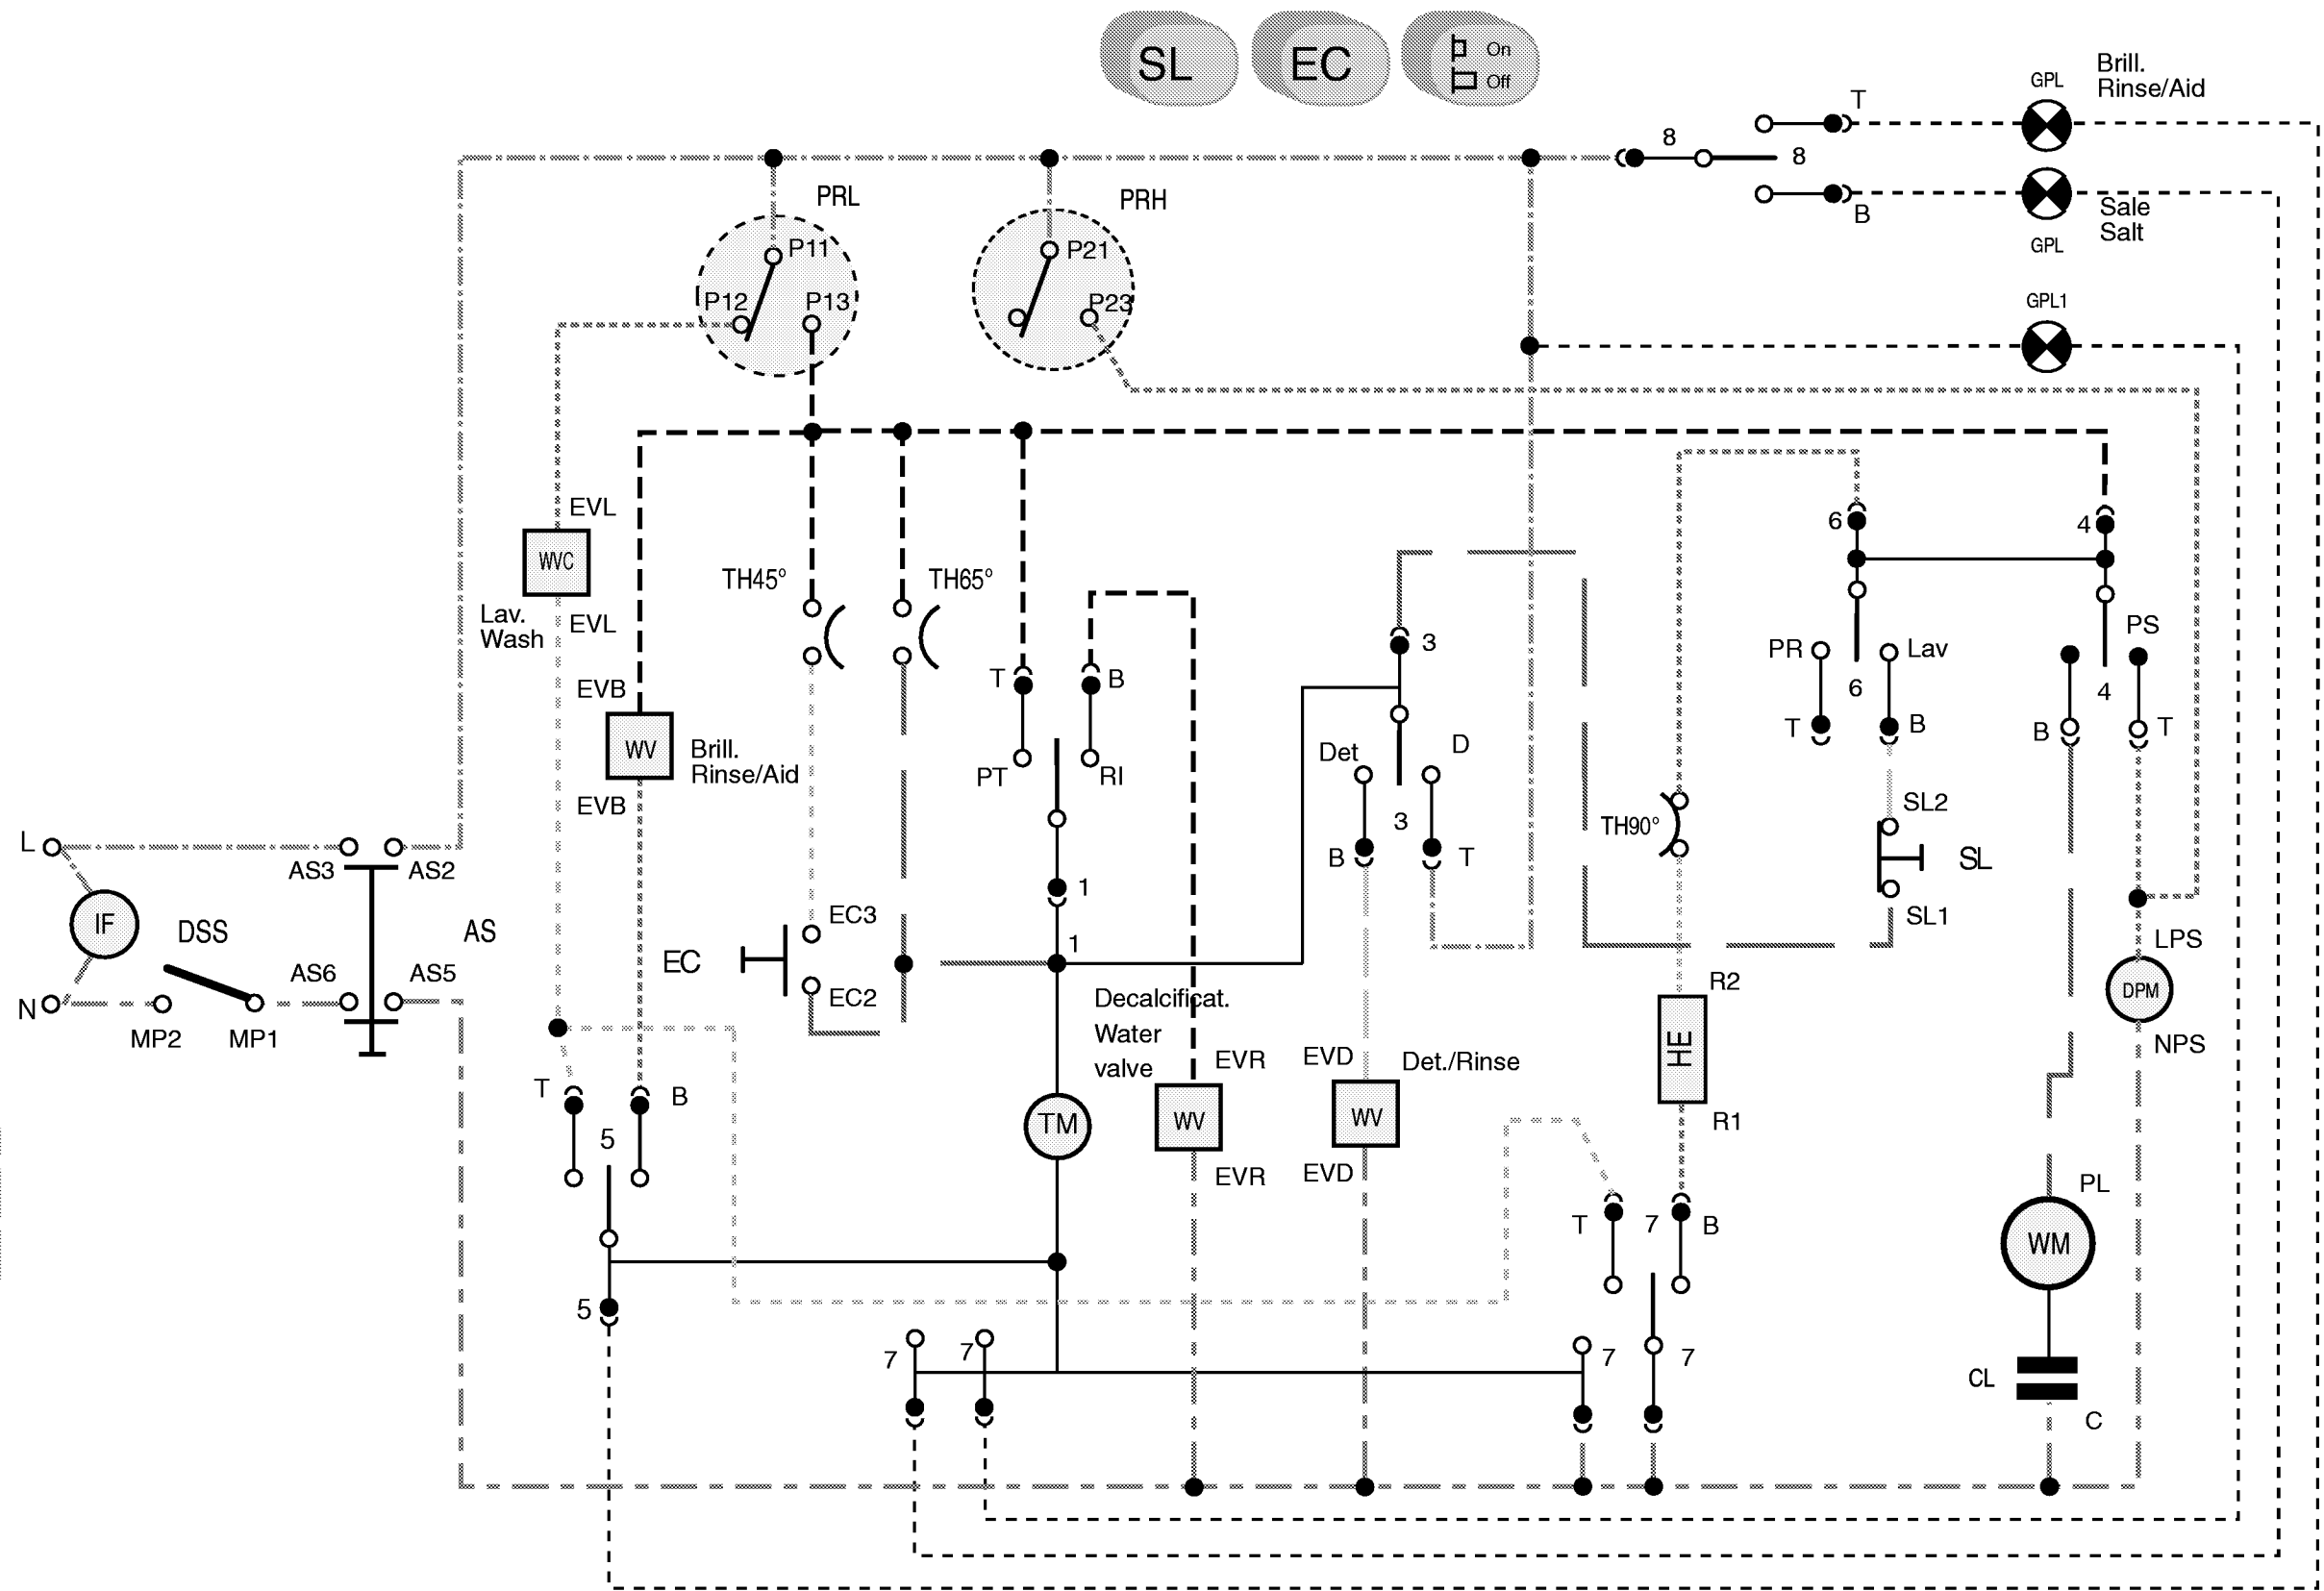 SL
EC
On
Off
Brill.
Rinse/Aid
GPL
T
8
8
B
Sale
Salt
GPL
PRL
PRH
P11
P12
P13
P21
P23
GPL1
EVL
WVC
EVL
Lav.
Wash
TH45°
TH65°
EVB
WV
EVB
Brill.
Rinse/Aid
T
B
PT
RI
1
1
3
Det
D
3
B
T
6
4
PR
Lav
6
T
B
PS
4
B
T
TH90°
SL2
SL
SL1
L
IF
N
DSS
MP2
MP1
AS3
AS2
AS
AS6
AS5
EC
EC3
EC2
Decalcificat.
Water
valve
EVR
WV
EVR
EVD
WV
EVD
Det./Rinse
R2
HE
R1
LPS
DPM
NPS
T
B
5
5
TM
T
7
B
7
7
7
7
PL
WM
CL
C